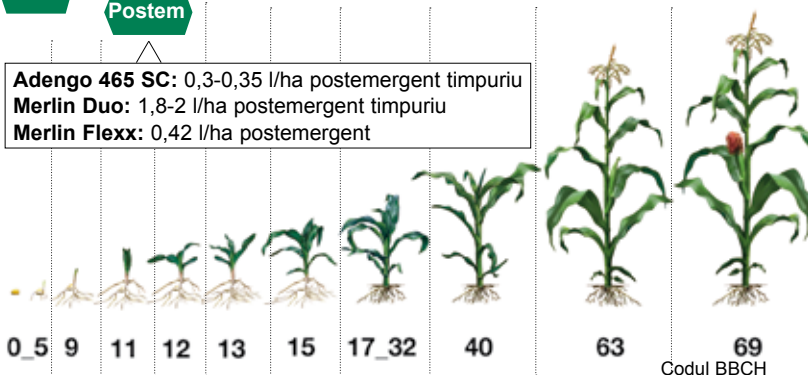 Postem
Adengo 465 SC: 0,3-0,35 l/ha postemergent timpuriu
Merlin Duo: 1,8-2 l/ha postemergent timpuriu
Merlin Flexx: 0,42 l/ha postemergent
0_5 9 11 12 13 15 17_32 40 63 69
Codul BBCH